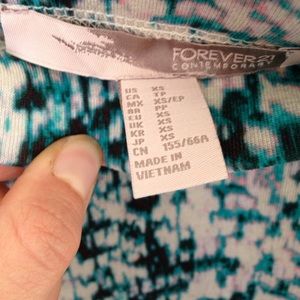 FOREVER 21
CONTEMPORARY
US XS
CA TP
MX XS/EP
BR PP
EU XS
UK XS
KR XS
JP XS
CN 155/66A
MADE IN
VIETNAM